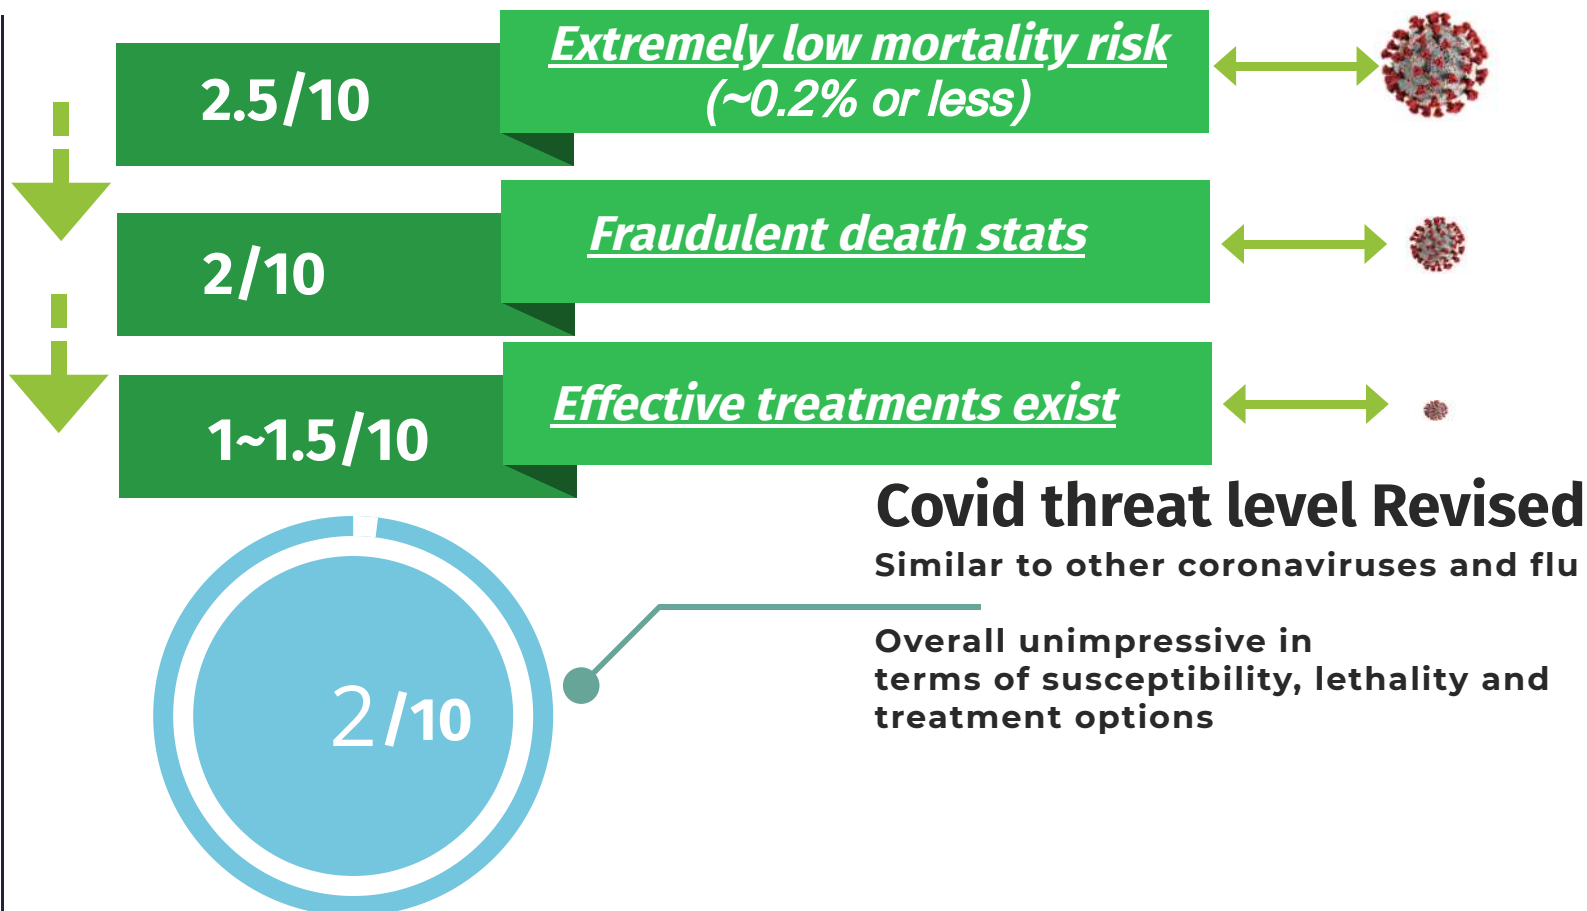 2.5/10
Extremely low mortality risk
(~0.2% or less)
2/10
Fraudulent death stats
1~1.5/10
Effective treatments exist
Covid threat level Revised
Similar to other coronaviruses and flu
Overall unimpressive in
terms of susceptibility, lethality and
treatment options
2/10